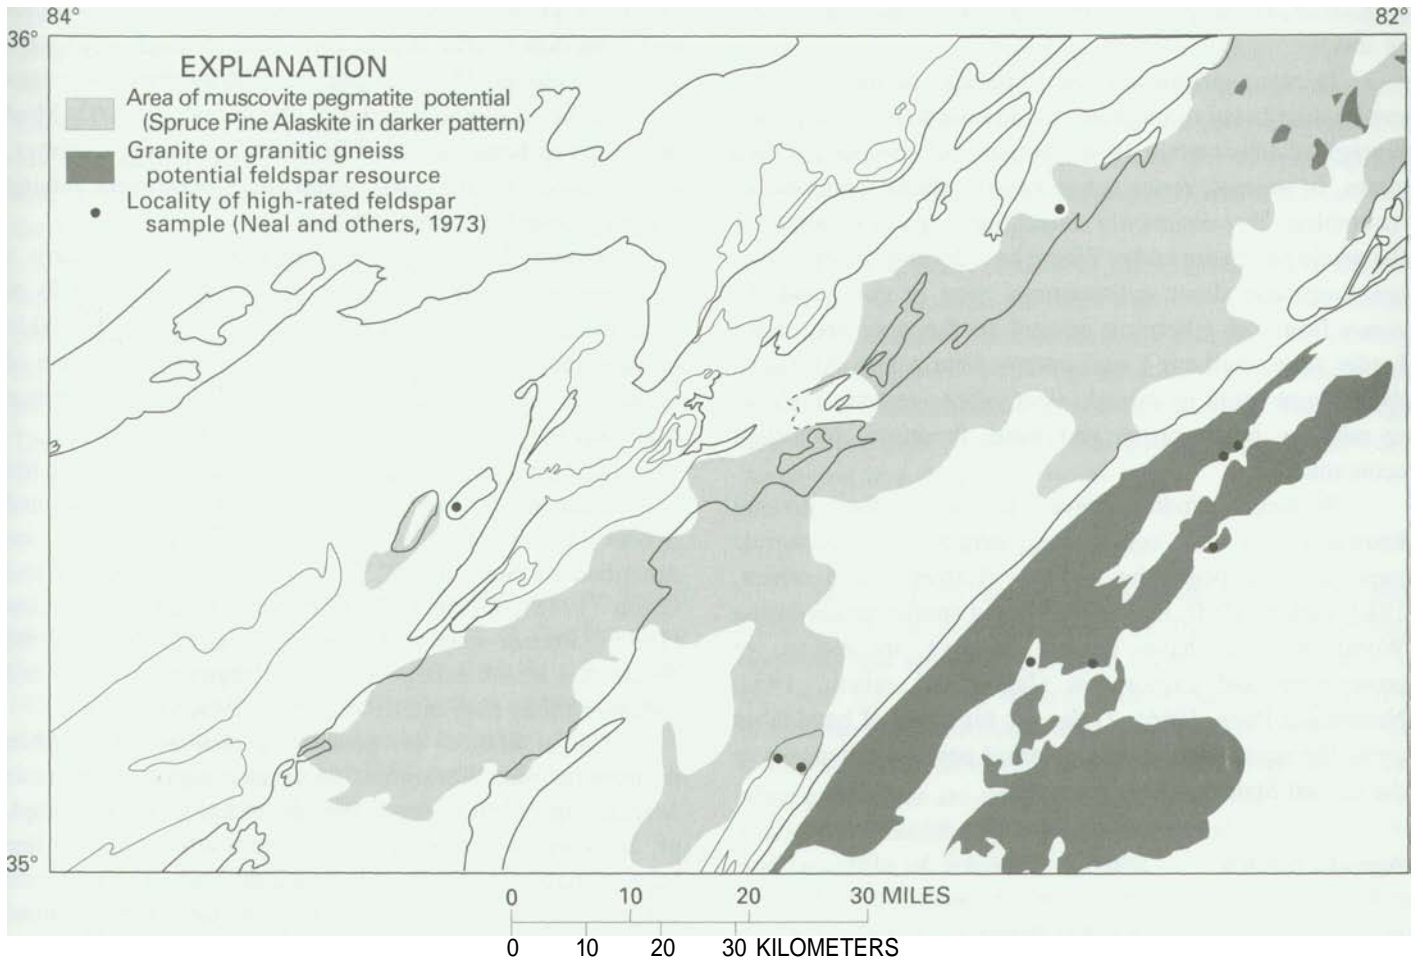 84° 82°
36°
EXPLANATION
Area of muscovite pegmatite potential
(Spruce Pine Alaskite in darker pattern)
Granite or granitic gneiss
potential feldspar resource
Locality of high-rated feldspar
sample (Neal and others, 1973)
35°
0 10 20 30 MILES
0 10 20 30 KILOMETERS